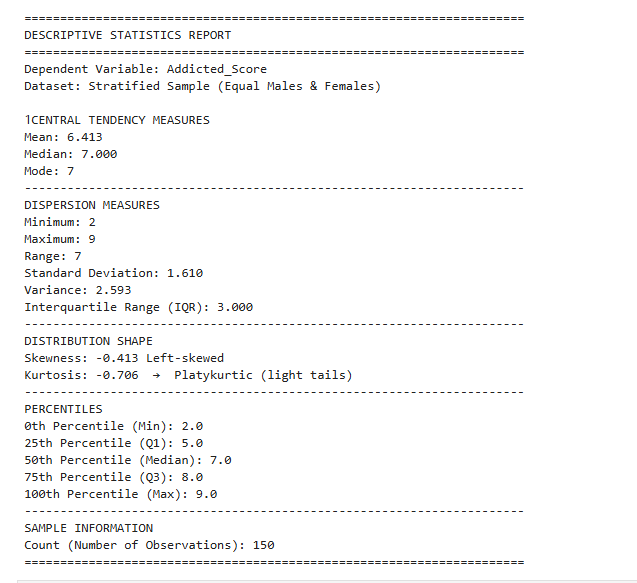 ======================================================================
DESCRIPTIVE STATISTICS REPORT
======================================================================
Dependent Variable: Addicted_Score
Dataset: Stratified Sample (Equal Males & Females)
1CENTRAL TENDENCY MEASURES
Mean: 6.413
Median: 7.000
Mode: 7
----------------------------------------------------------------------
DISPERSION MEASURES
Minimum: 2
Maximum: 9
Range: 7
Standard Deviation: 1.610
Variance: 2.593
Interquartile Range (IQR): 3.000
----------------------------------------------------------------------
DISTRIBUTION SHAPE
Skewness: -0.413 Left-skewed
Kurtosis: -0.706 → Platykurtic (light tails)
----------------------------------------------------------------------
PERCENTILES
0th Percentile (Min): 2.0
25th Percentile (Q1): 5.0
50th Percentile (Median): 7.0
75th Percentile (Q3): 8.0
100th Percentile (Max): 9.0
----------------------------------------------------------------------
SAMPLE INFORMATION
Count (Number of Observations): 150
======================================================================